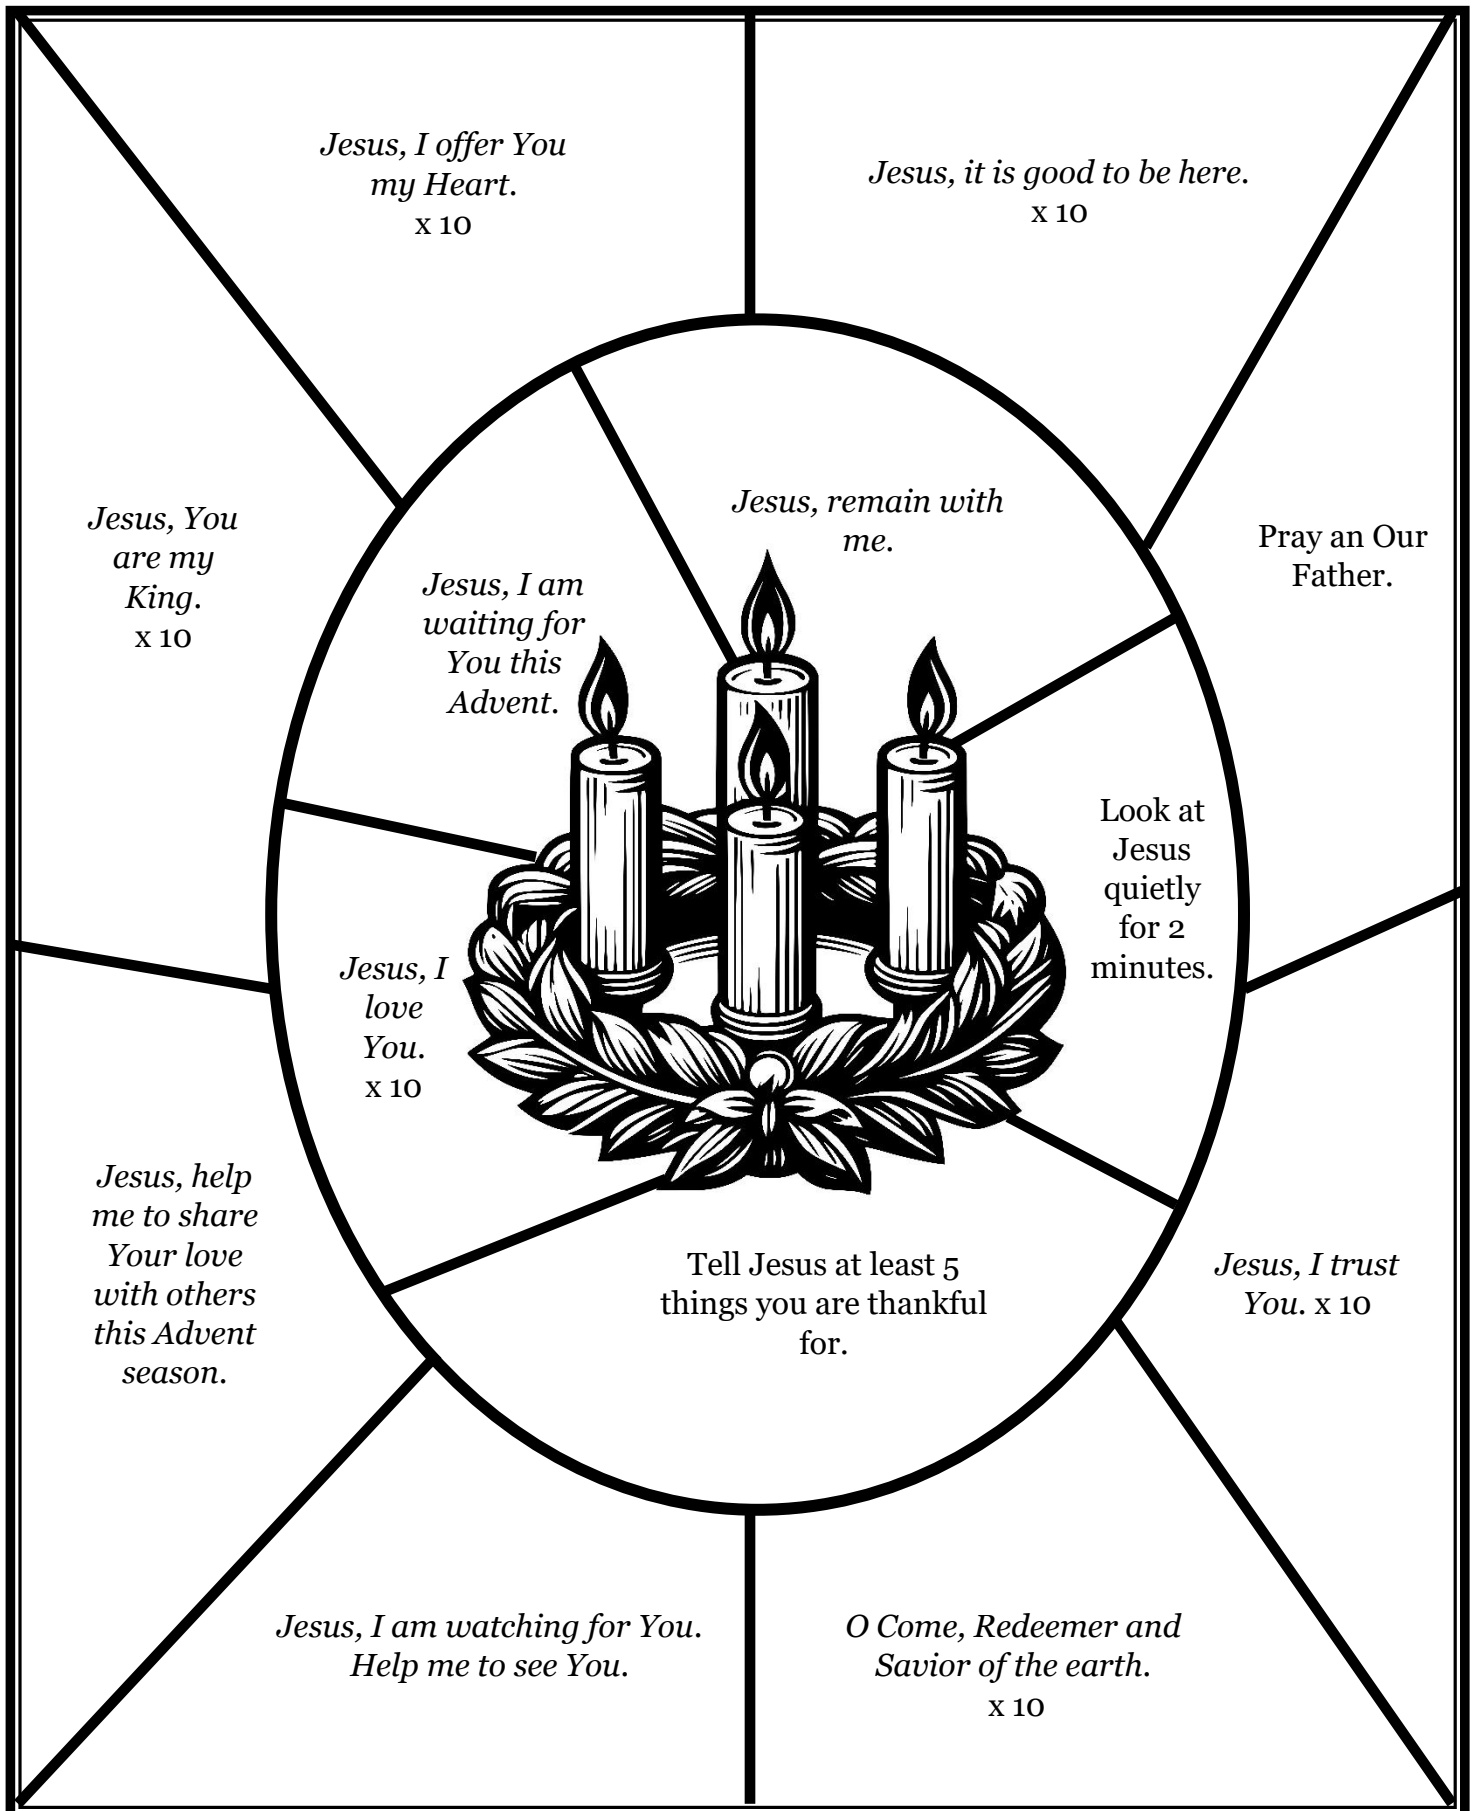 Jesus, I offer You
my Heart.
x 10
Jesus, it is good to be here.
x 10
Jesus, You
are my
King.
x 10
Jesus, I am
waiting for
You this
Advent.
Jesus, remain with
me.
Pray an Our
Father.
Look at
Jesus
quietly
for 2
minutes.
Jesus, I
love
You.
x 10
Jesus, help
me to share
Your love
with others
this Advent
season.
Tell Jesus at least 5
things you are thankful
for.
Jesus, I trust
You. x 10
Jesus, I am watching for You.
Help me to see You.
O Come, Redeemer and
Savior of the earth.
x 10